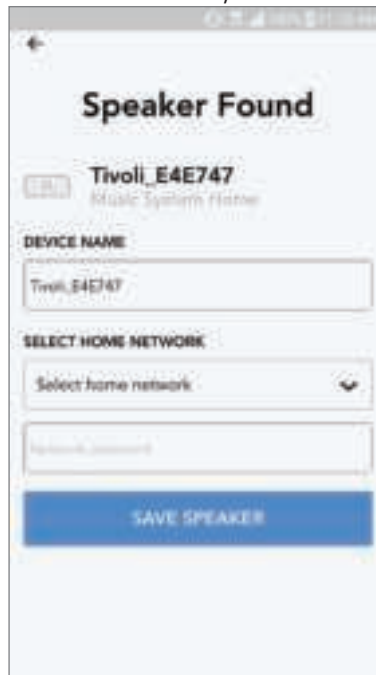 Speaker Found
Tivoli_E4E747
Music System Home
DEVICE NAME
Tivoli_E4E747
SELECT HOME NETWORK
Select home network
Network password
SAVE SPEAKER